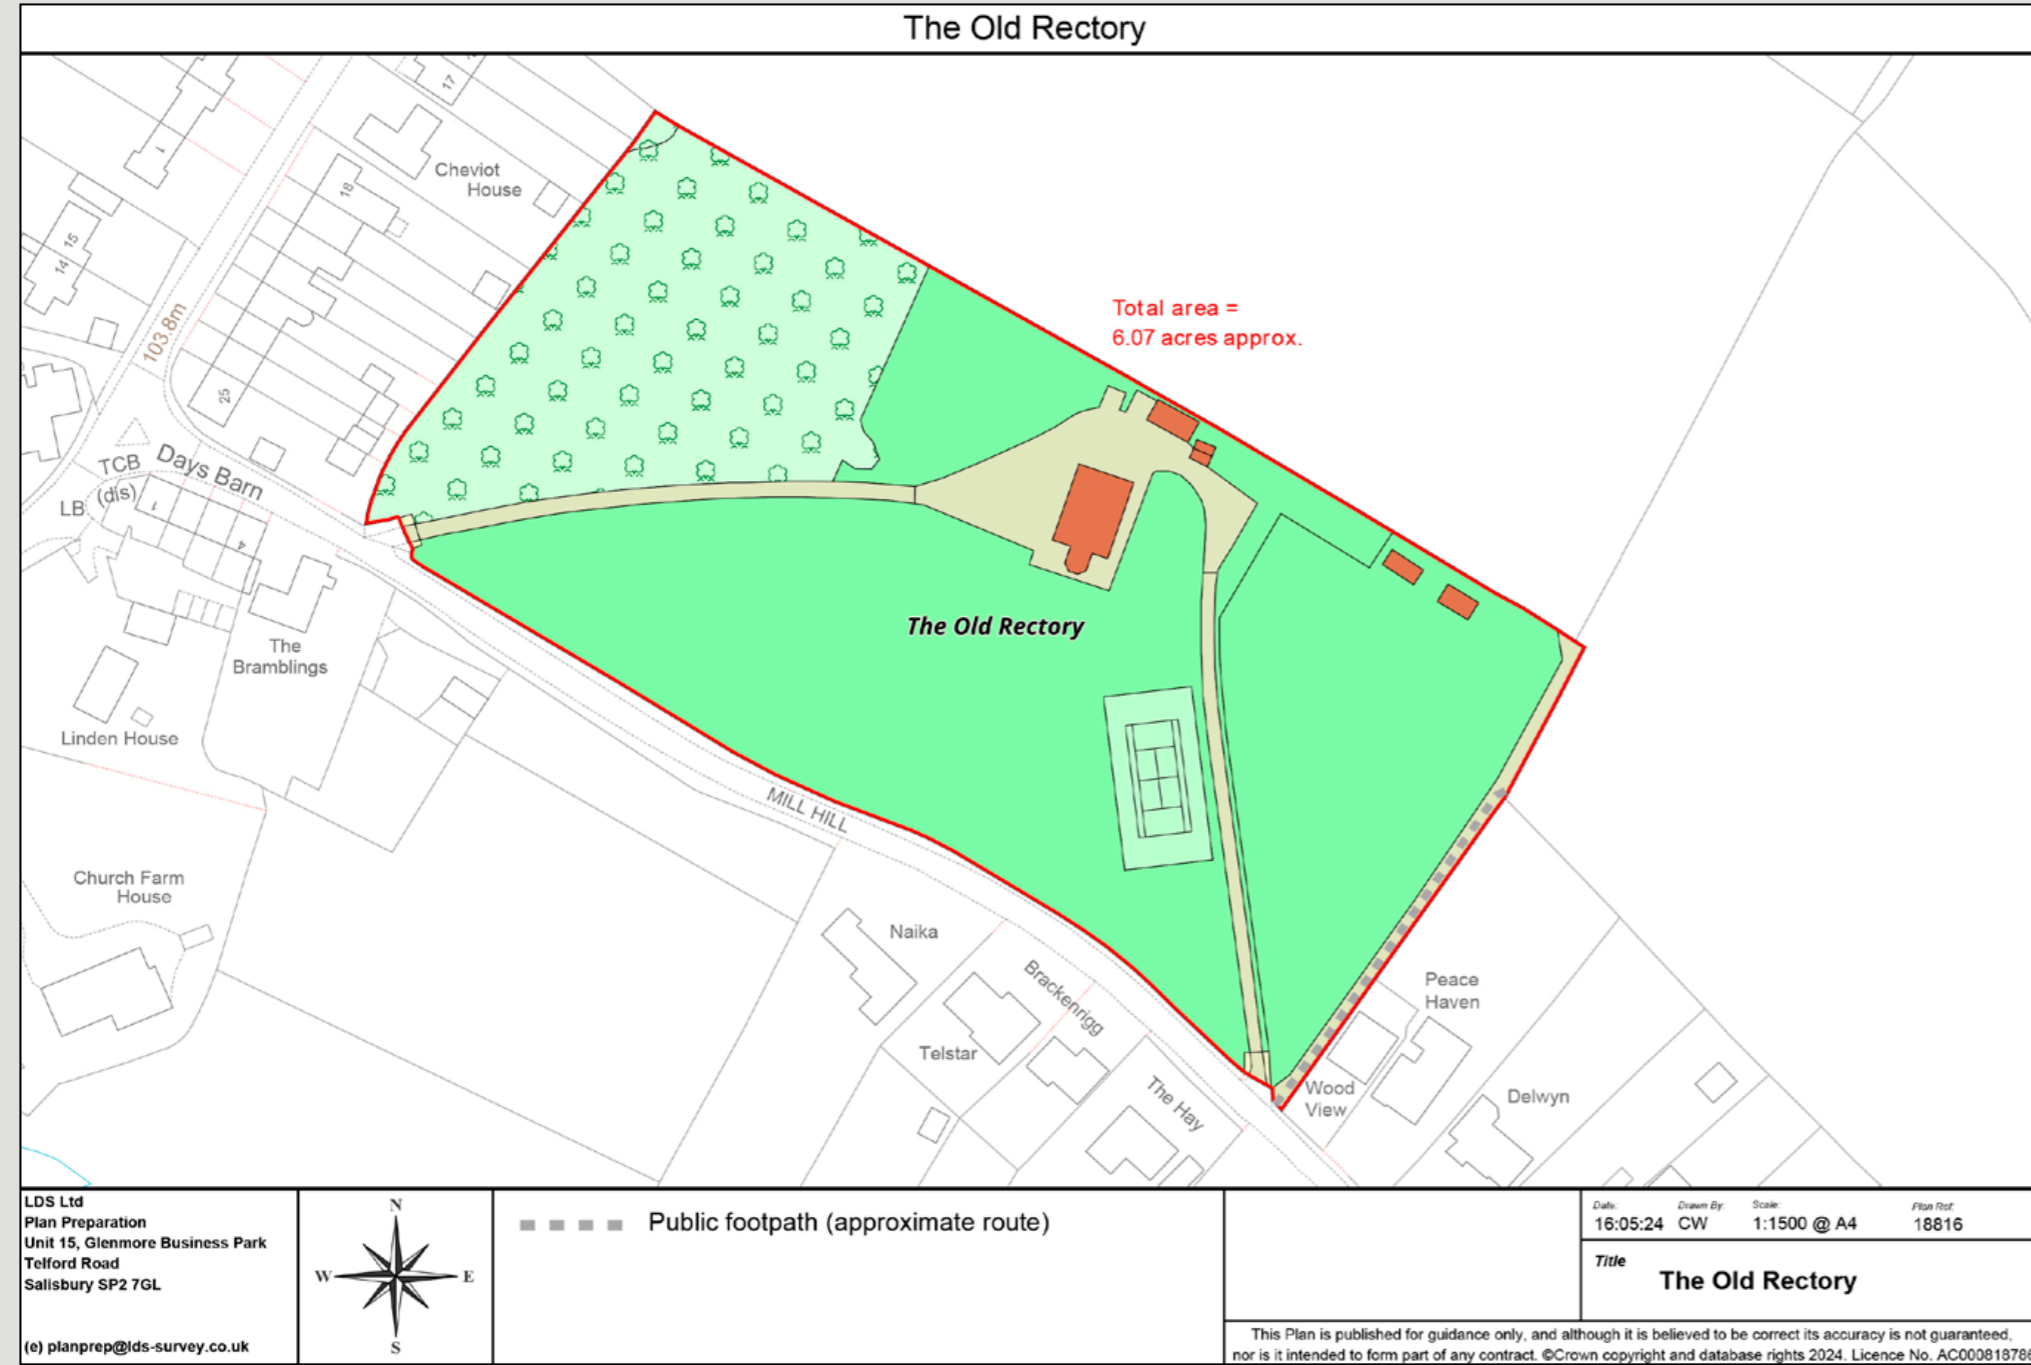 The Old Rectory
17
1
Cheviot
House
18
15
14
103.8m
25
Total area =
6.07 acres approx.
TCB
(dis)
LB
Days Barn
1
4
The Old Rectory
The
Bramblings
Linden House
MILL HILL
Church Farm
House
Naika
Brackenrigg
Telstar
The Hay
Peace
Haven
Wood
View
Delwyn
LDS Ltd
Plan Preparation
Unit 15, Glenmore Business Park
Telford Road
Salisbury SP2 7GL
(e) planprep@lds-survey.co.uk
N
W
E
S
Public footpath (approximate route)
Date: Drawn By: Scale: Plan Ref:
16:05:24 CW 1:1500 @ A4 18816
Title
The Old Rectory
This Plan is published for guidance only, and although it is believed to be correct its accuracy is not guaranteed,
nor is it intended to form part of any contract. ©Crown copyright and database rights 2024. Licence No. AC000818786